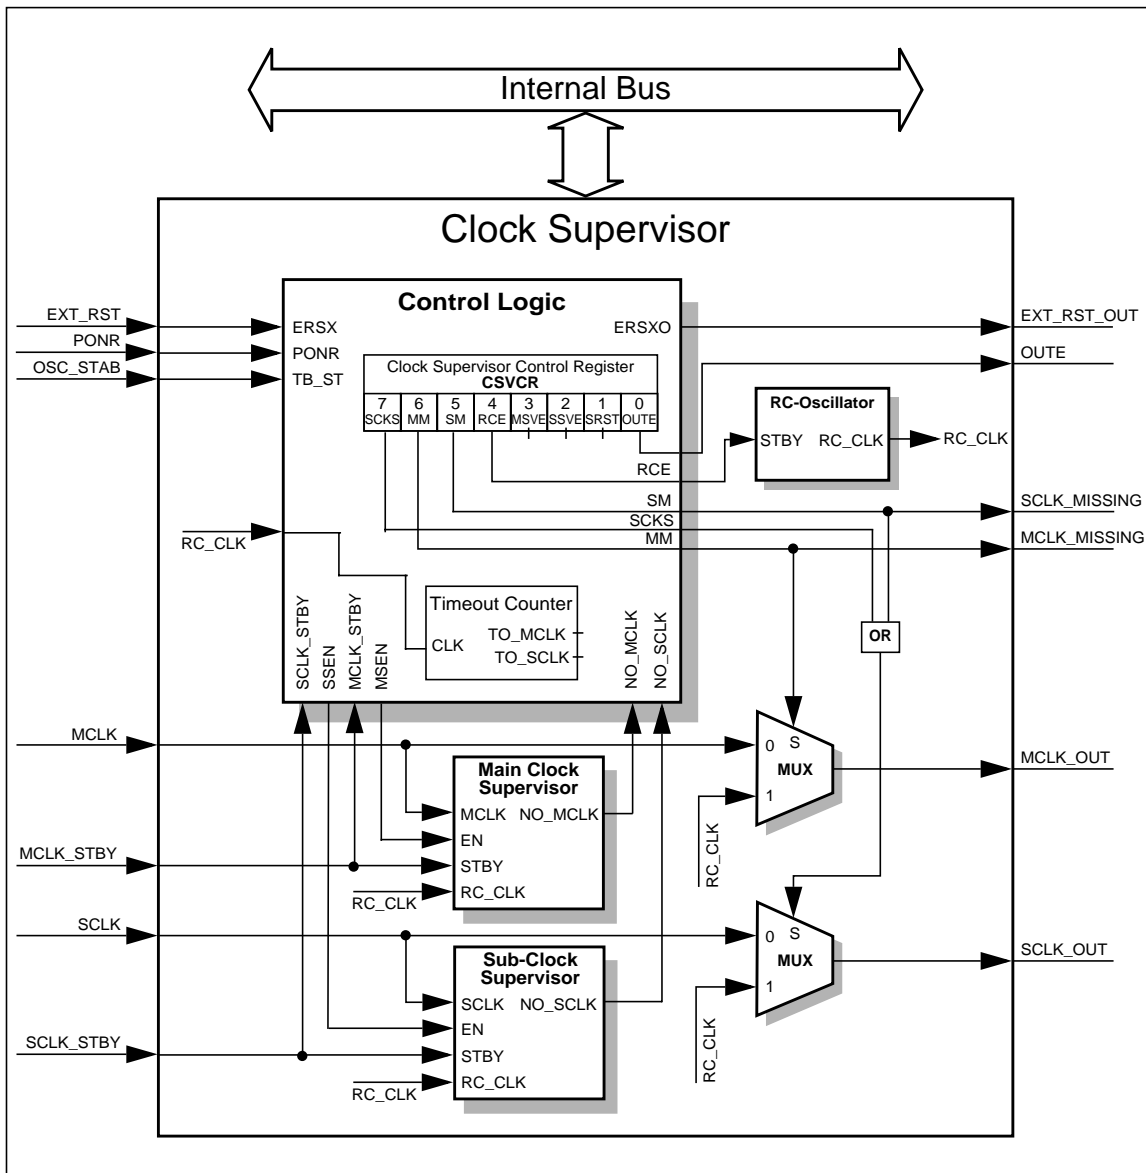 Internal Bus
Clock Supervisor
Control Logic
EXT_RST
ERSX
ERSXO
EXT_RST_OUT
PONR
PONR
OUTE
OSC_STAB
TB_ST
Clock Supervisor Control Register
CSVCR
7 6 5 4 3 2 1 0
SCKS MM SM RCE MSVE SSVE SRST OUTE
RC-Oscillator
STBY RC_CLK
RC_CLK
RCE
SM
SCLK_MISSING
SCKS
MM
MCLK_MISSING
RC_CLK
Timeout Counter
TO_MCLK
CLK
TO_SCLK
OR
SCLK_STBY
SSEN
MCLK_STBY
MSEN
NO_MCLK
NO_SCLK
MCLK
0
S
MUX
1
MCLK_OUT
RC_CLK
Main Clock
Supervisor
MCLK NO_MCLK
EN
MCLK_STBY
STBY
RC_CLK
RC_CLK
SCLK
0
S
MUX
1
SCLK_OUT
RC_CLK
Sub-Clock
Supervisor
SCLK NO_SCLK
EN
SCLK_STBY
STBY
RC_CLK
RC_CLK